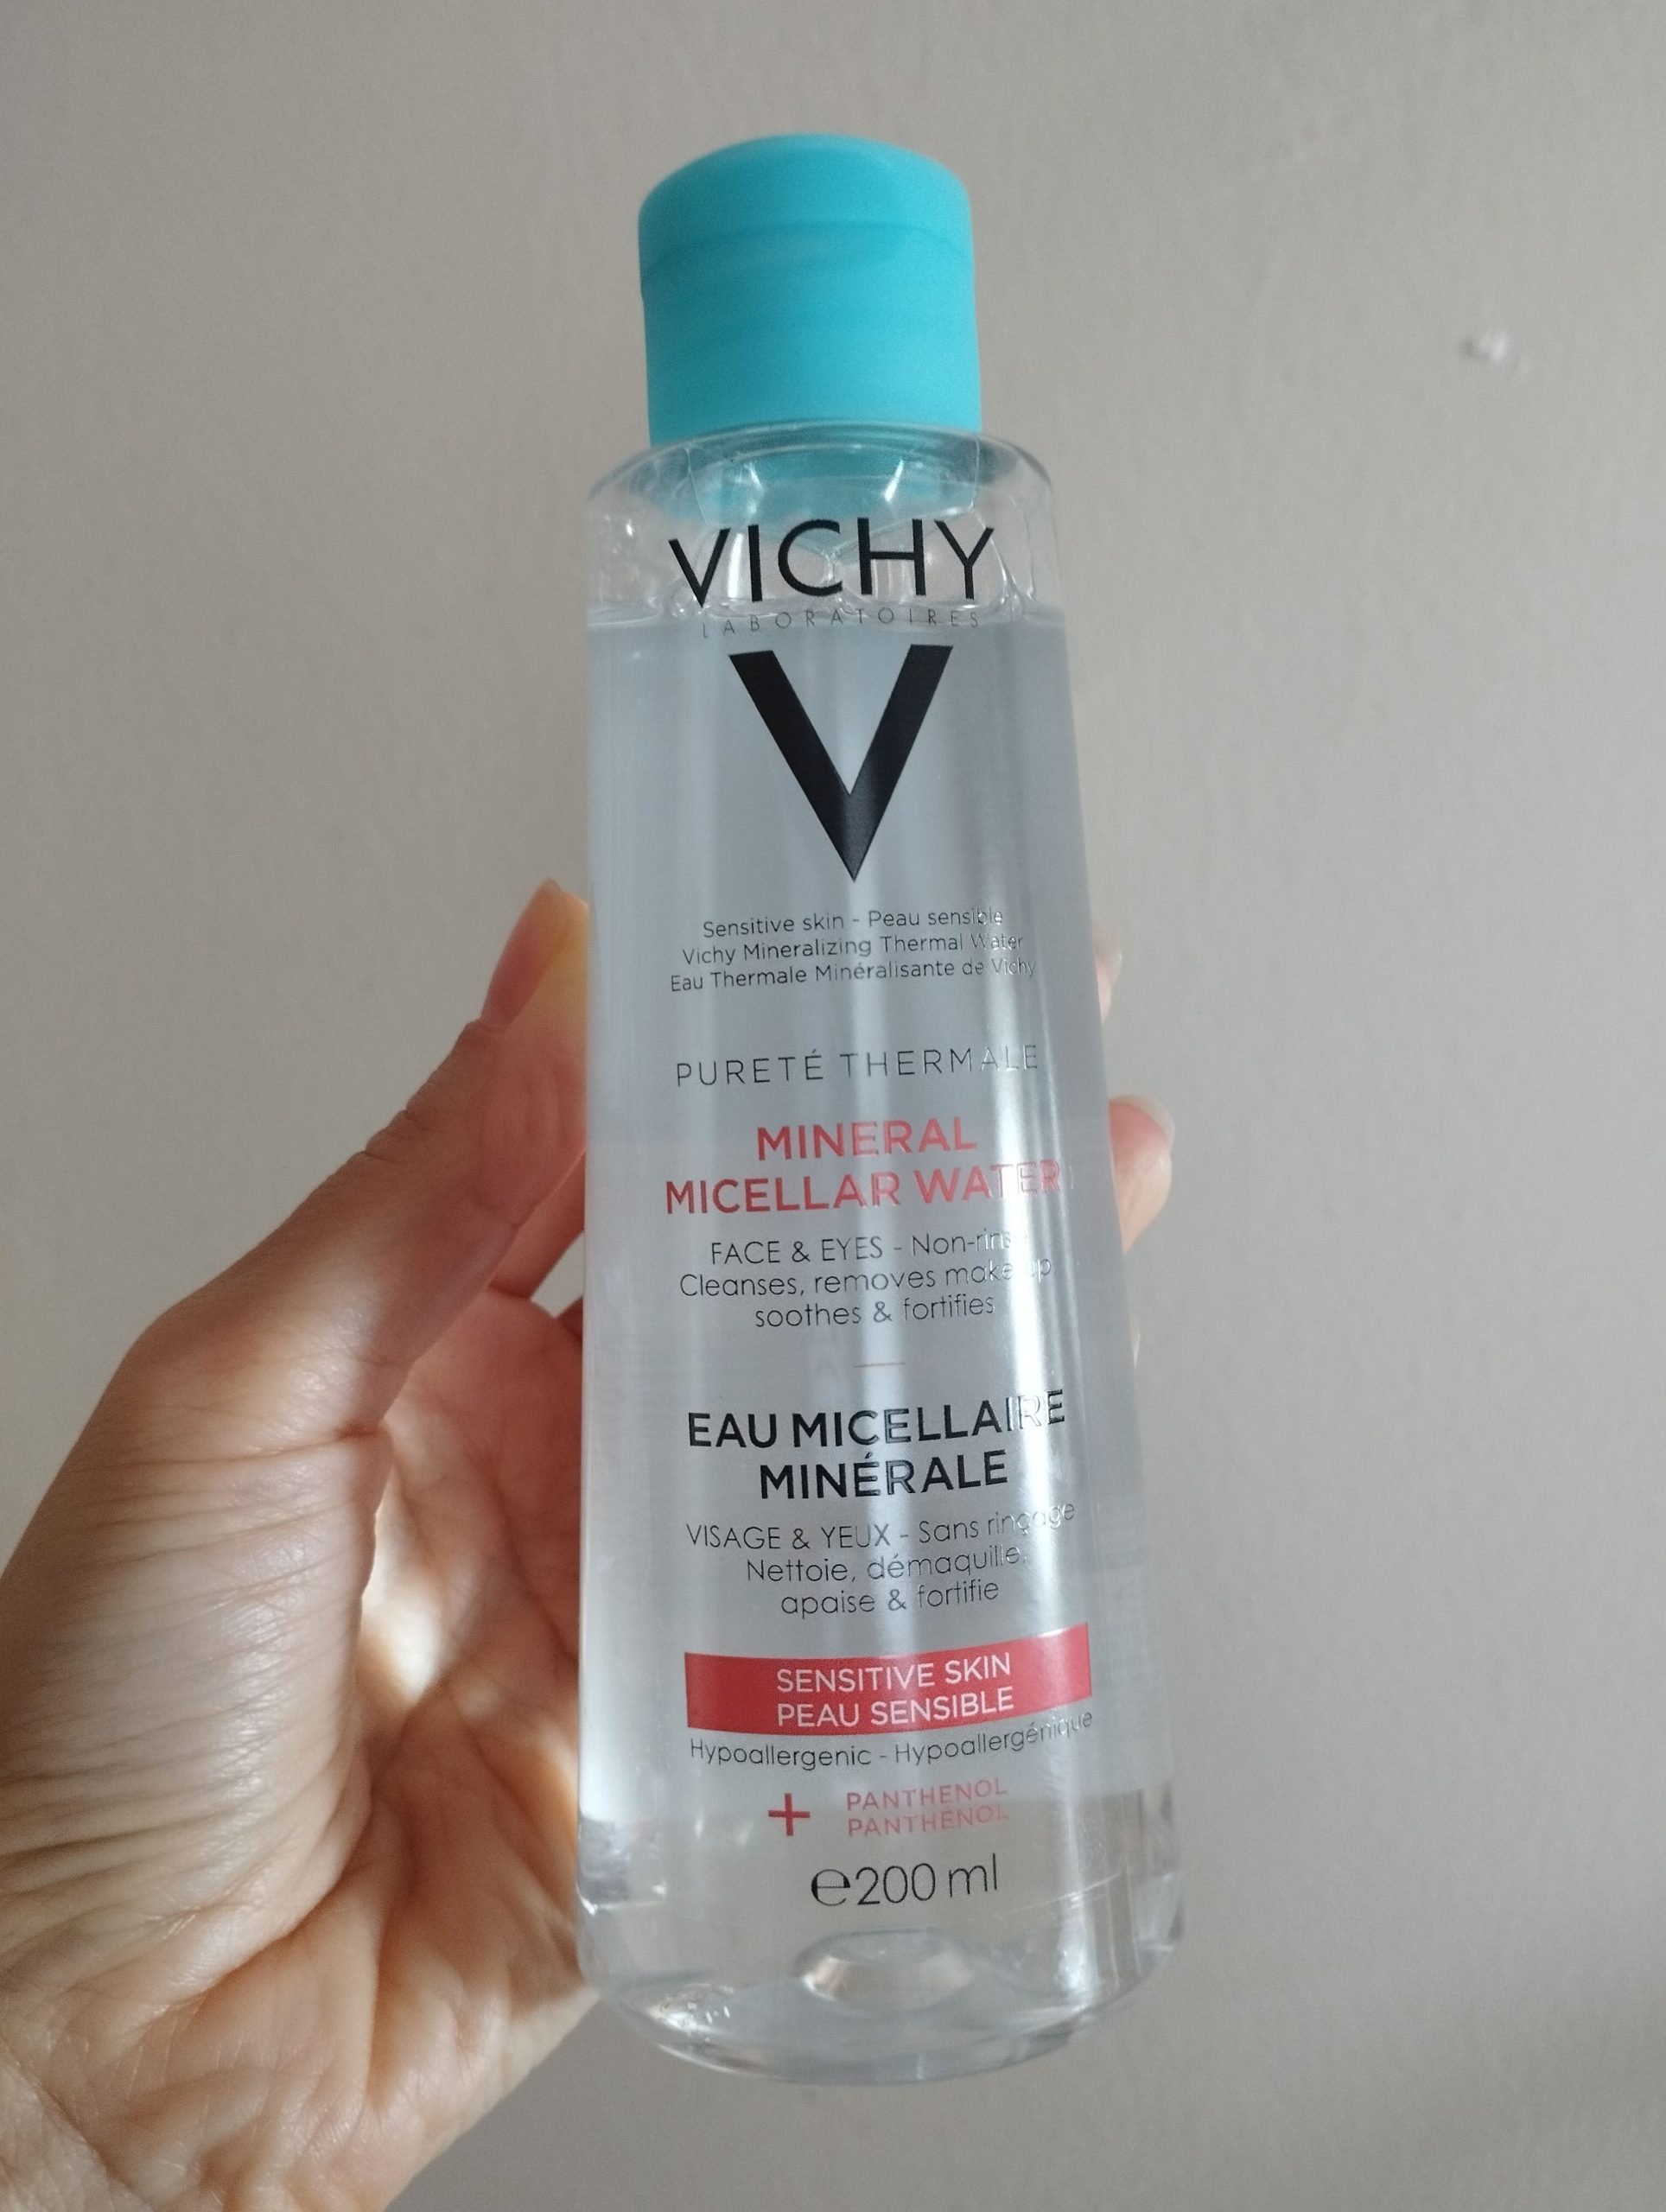 VICHY
LABORATOIRES
V
Sensitive skin - Peau sensible
Vichy Mineralizing Thermal Water
Eau Thermale Minéralisante de Vichy
PURETÉ THERMALE
MINERAL
MICELLAR WATER
FACE & EYES - Non-rinse
Cleanses, removes make-up,
soothes & fortifies
EAU MICELLAIRE
MINÉRALE
VISAGE & YEUX - Sans rinçage
Nettoie, démaquille,
apaise & fortifie
SENSITIVE SKIN
PEAU SENSIBLE
Hypoallergenic - Hypoallergénique
+ PANTHENOL
PANTHÉNOL
℮200 ml